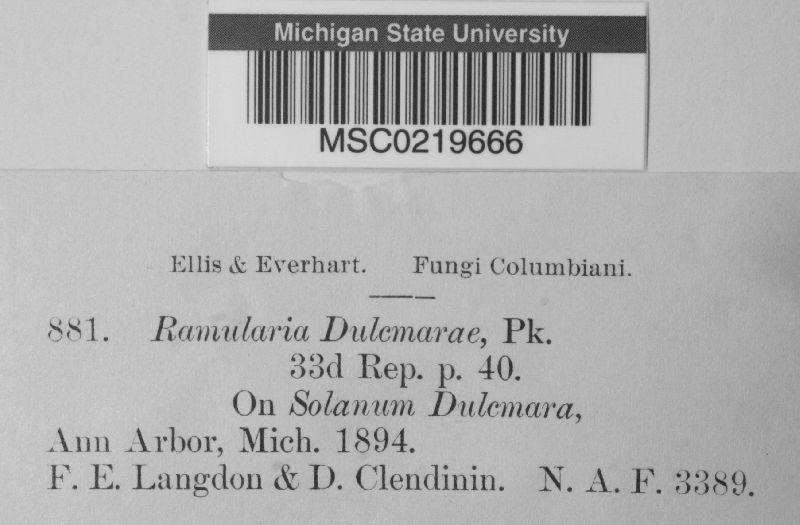 Michigan State University
MSC0219666
Ellis & Everhart. Fungi Columbiani.
881. Ramularia Dulcmarae, Pk.
33d Rep. p. 40.
On Solanum Dulcmara,
Ann Arbor, Mich. 1894.
F. E. Langdon & D. Clendinin. N. A. F. 3389.